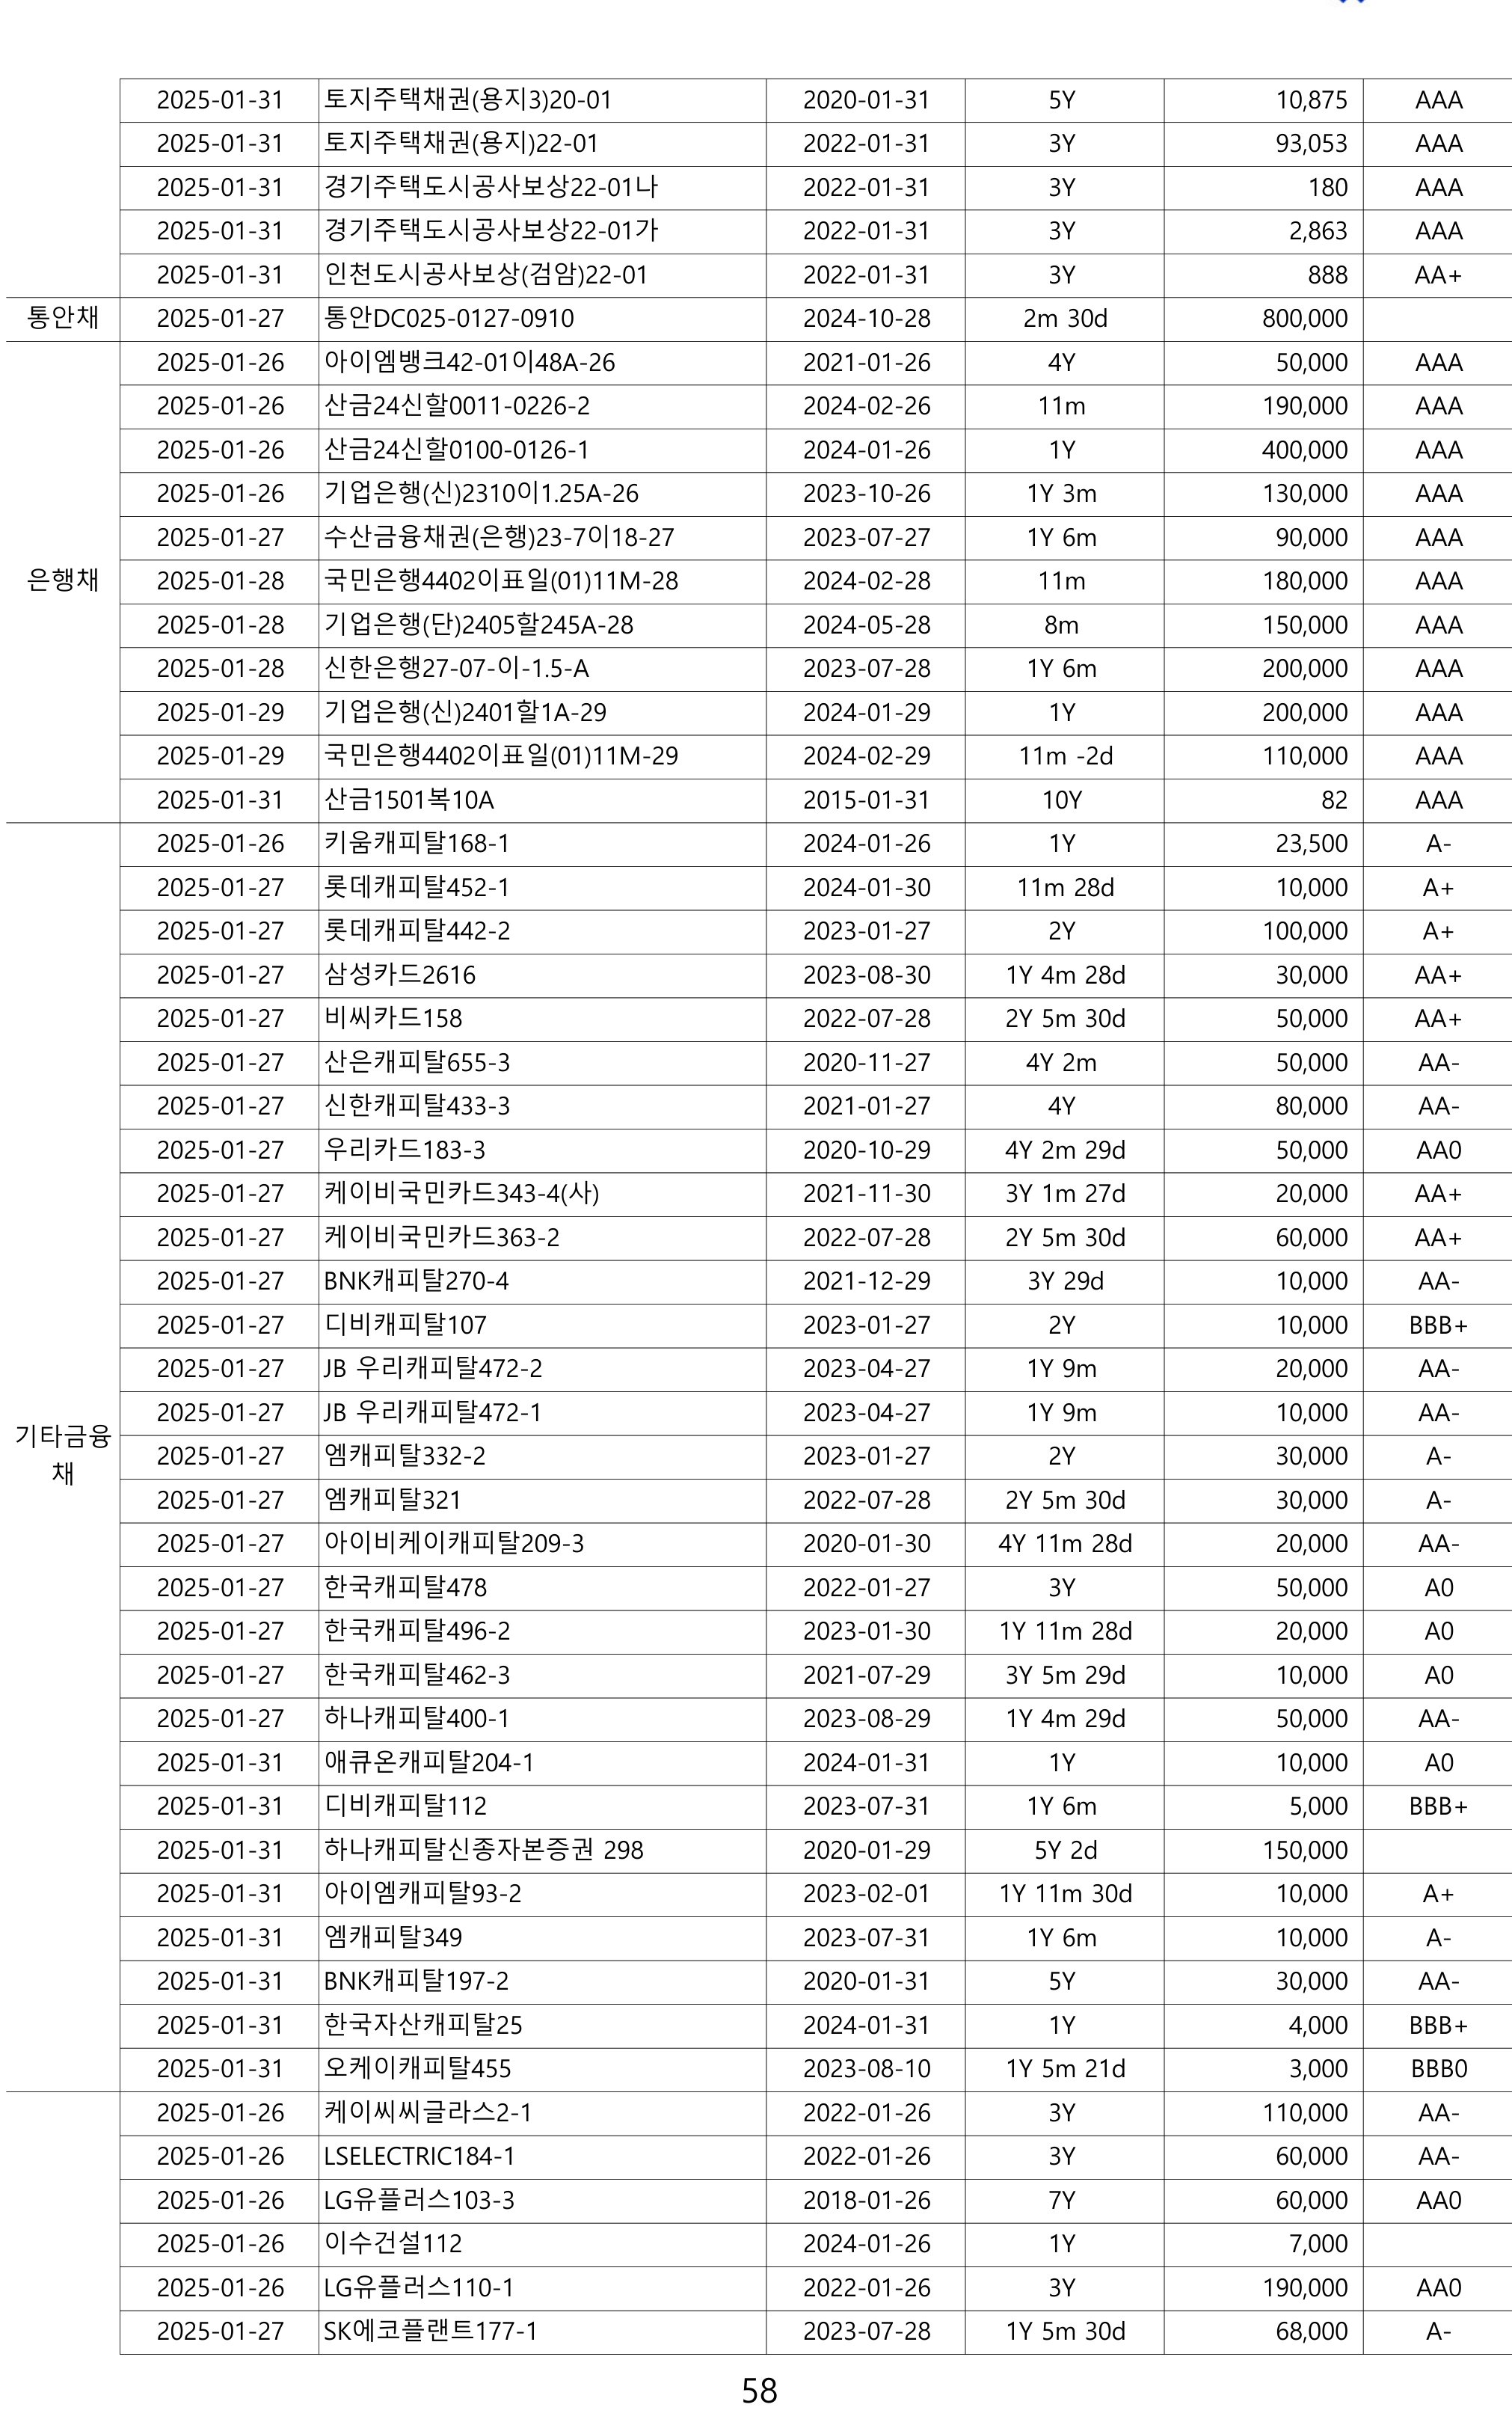 2025-01-31 토지주택채권(용지3)20-01 2020-01-31 5Y 10,875 AAA
2025-01-31 토지주택채권(용지)22-01 2022-01-31 3Y 93,053 AAA
2025-01-31 경기주택도시공사보상22-01나 2022-01-31 3Y 180 AAA
2025-01-31 경기주택도시공사보상22-01가 2022-01-31 3Y 2,863 AAA
2025-01-31 인천도시공사보상(검암)22-01 2022-01-31 3Y 888 AA+
통안채 2025-01-27 통안DC025-0127-0910 2024-10-28 2m 30d 800,000
2025-01-26 아이엠뱅크42-01이48A-26 2021-01-26 4Y 50,000 AAA
2025-01-26 산금24신할0011-0226-2 2024-02-26 11m 190,000 AAA
2025-01-26 산금24신할0100-0126-1 2024-01-26 1Y 400,000 AAA
2025-01-26 기업은행(신)2310이1.25A-26 2023-10-26 1Y 3m 130,000 AAA
2025-01-27 수산금융채권(은행)23-7이18-27 2023-07-27 1Y 6m 90,000 AAA
은행채 2025-01-28 국민은행4402이표일(01)11M-28 2024-02-28 11m 180,000 AAA
2025-01-28 기업은행(단)2405할245A-28 2024-05-28 8m 150,000 AAA
2025-01-28 신한은행27-07-이-1.5-A 2023-07-28 1Y 6m 200,000 AAA
2025-01-29 기업은행(신)2401할1A-29 2024-01-29 1Y 200,000 AAA
2025-01-29 국민은행4402이표일(01)11M-29 2024-02-29 11m -2d 110,000 AAA
2025-01-31 산금1501복10A 2015-01-31 10Y 82 AAA
2025-01-26 키움캐피탈168-1 2024-01-26 1Y 23,500 A-
2025-01-27 롯데캐피탈452-1 2024-01-30 11m 28d 10,000 A+
2025-01-27 롯데캐피탈442-2 2023-01-27 2Y 100,000 A+
2025-01-27 삼성카드2616 2023-08-30 1Y 4m 28d 30,000 AA+
2025-01-27 비씨카드158 2022-07-28 2Y 5m 30d 50,000 AA+
2025-01-27 산은캐피탈655-3 2020-11-27 4Y 2m 50,000 AA-
2025-01-27 신한캐피탈433-3 2021-01-27 4Y 80,000 AA-
2025-01-27 우리카드183-3 2020-10-29 4Y 2m 29d 50,000 AA0
2025-01-27 케이비국민카드343-4(사) 2021-11-30 3Y 1m 27d 20,000 AA+
2025-01-27 케이비국민카드363-2 2022-07-28 2Y 5m 30d 60,000 AA+
2025-01-27 BNK캐피탈270-4 2021-12-29 3Y 29d 10,000 AA-
2025-01-27 디비캐피탈107 2023-01-27 2Y 10,000 BBB+
2025-01-27 JB 우리캐피탈472-2 2023-04-27 1Y 9m 20,000 AA-
2025-01-27 JB 우리캐피탈472-1 2023-04-27 1Y 9m 10,000 AA-
기타금융
채
2025-01-27 엠캐피탈332-2 2023-01-27 2Y 30,000 A-
2025-01-27 엠캐피탈321 2022-07-28 2Y 5m 30d 30,000 A-
2025-01-27 아이비케이캐피탈209-3 2020-01-30 4Y 11m 28d 20,000 AA-
2025-01-27 한국캐피탈478 2022-01-27 3Y 50,000 A0
2025-01-27 한국캐피탈496-2 2023-01-30 1Y 11m 28d 20,000 A0
2025-01-27 한국캐피탈462-3 2021-07-29 3Y 5m 29d 10,000 A0
2025-01-27 하나캐피탈400-1 2023-08-29 1Y 4m 29d 50,000 AA-
2025-01-31 애큐온캐피탈204-1 2024-01-31 1Y 10,000 A0
2025-01-31 디비캐피탈112 2023-07-31 1Y 6m 5,000 BBB+
2025-01-31 하나캐피탈신종자본증권 298 2020-01-29 5Y 2d 150,000
2025-01-31 아이엠캐피탈93-2 2023-02-01 1Y 11m 30d 10,000 A+
2025-01-31 엠캐피탈349 2023-07-31 1Y 6m 10,000 A-
2025-01-31 BNK캐피탈197-2 2020-01-31 5Y 30,000 AA-
2025-01-31 한국자산캐피탈25 2024-01-31 1Y 4,000 BBB+
2025-01-31 오케이캐피탈455 2023-08-10 1Y 5m 21d 3,000 BBB0
2025-01-26 케이씨씨글라스2-1 2022-01-26 3Y 110,000 AA-
2025-01-26 LSELECTRIC184-1 2022-01-26 3Y 60,000 AA-
2025-01-26 LG유플러스103-3 2018-01-26 7Y 60,000 AA0
2025-01-26 이수건설112 2024-01-26 1Y 7,000
2025-01-26 LG유플러스110-1 2022-01-26 3Y 190,000 AA0
2025-01-27 SK에코플랜트177-1 2023-07-28 1Y 5m 30d 68,000 A-
58